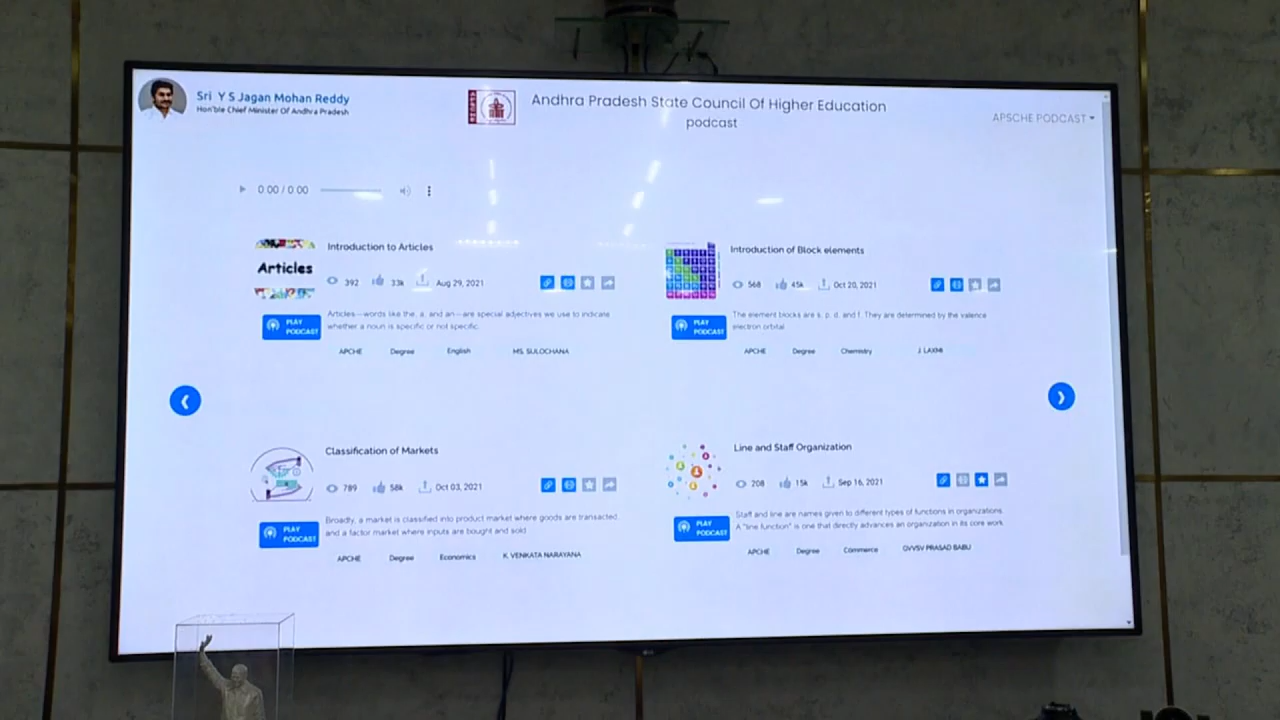 Sri Y S Jagan Mohan Reddy
Hon'ble Chief Minister Of Andhra Pradesh
Andhra Pradesh State Council Of Higher Education
podcast
APSCHE PODCAST
0:00 / 0:00
Introduction to Articles
Articles
392 33k Aug 29, 2021
PLAY PODCAST
Articles—words like the, a, and an—are special adjectives we use to indicate
whether a noun is specific or not specific.
APCHE Degree English MS. SULOCHANA
Introduction of Block elements
568 45k Oct 20, 2021
PLAY PODCAST
The element blocks are s, p, d, and f. They are determined by the valence
electron orbital
APCHE Degree Chemistry J LAXMI
Classification of Markets
789 58k Oct 03, 2021
PLAY PODCAST
Broadly, a market is classified into product market where goods are transacted,
and a factor market where inputs are bought and sold
APCHE Degree Economics K. VENKATA NARAYANA
Line and Staff Organization
208 15k Sep 16, 2021
PLAY PODCAST
Staff and line are names given to different types of functions in organizations.
A "line function" is one that directly advances an organization in its core work
APCHE Degree Commerce GVVSV PRASAD BABU